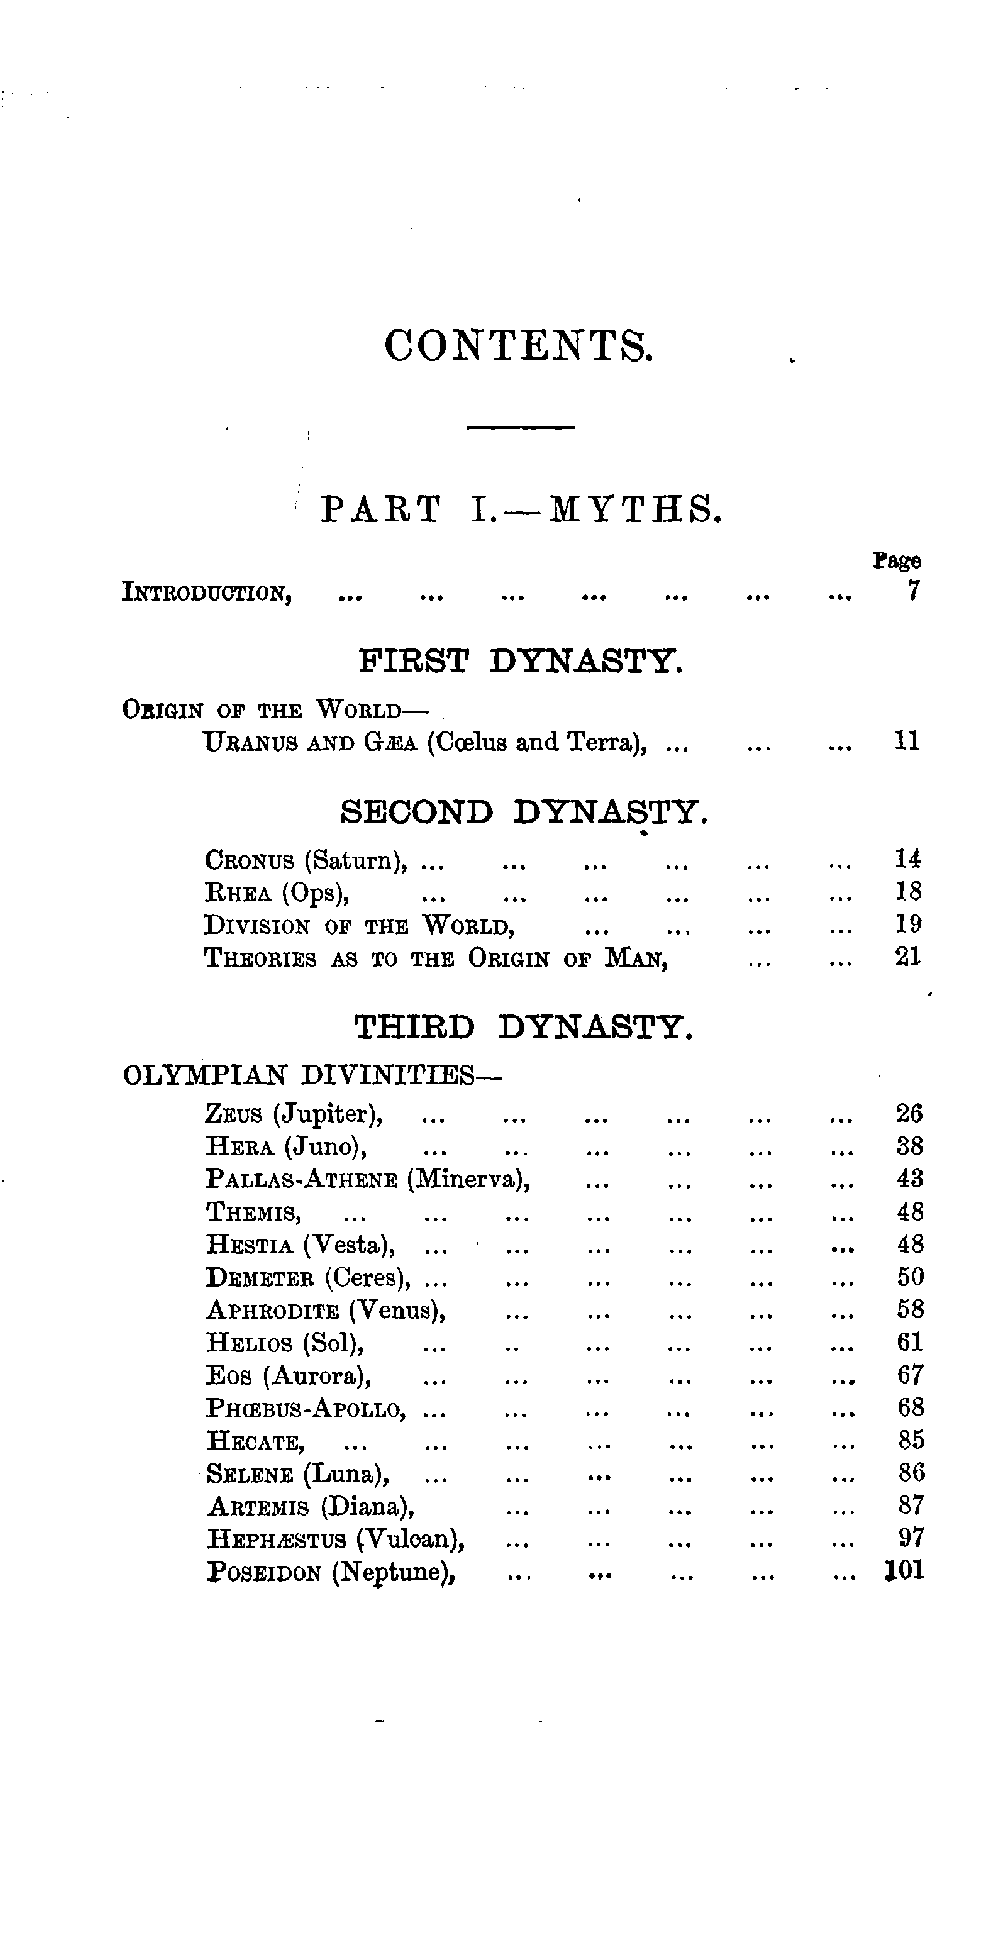 CONTENTS.
PART I.—MYTHS.
Page
INTRODUCTION, ... ... ... ... ... ... ... 7
FIRST DYNASTY.
ORIGIN OF THE WORLD—
URANUS AND GÆA (Cœlus and Terra), ... ... ... 11
SECOND DYNASTY.
CRONUS (Saturn), ... ... ... ... ... ... 14
RHEA (Ops), ... ... ... ... ... ... 18
DIVISION OF THE WORLD, ... ... ... ... 19
THEORIES AS TO THE ORIGIN OF MAN, ... ... 21
THIRD DYNASTY.
OLYMPIAN DIVINITIES—
ZEUS (Jupiter), ... ... ... ... ... ... 26
HERA (Juno), ... ... ... ... ... ... 38
PALLAS-ATHENE (Minerva), ... ... ... ... 43
THEMIS, ... ... ... ... ... ... ... 48
HESTIA (Vesta), ... ... ... ... ... ... 48
DEMETER (Ceres), ... ... ... ... ... ... 50
APHRODITE (Venus), ... ... ... ... ... 58
HELIOS (Sol), ... .. ... ... ... ... 61
EOS (Aurora), ... ... ... ... ... ... 67
PHŒBUS-APOLLO, ... ... ... ... ... ... 68
HECATE, ... ... ... ... ... ... ... 85
SELENE (Luna), ... ... ... ... ... ... 86
ARTEMIS (Diana), ... ... ... ... ... 87
HEPHÆSTUS (Vulcan), ... ... ... ... ... 97
POSEIDON (Neptune), ... ... ... ... ... 101